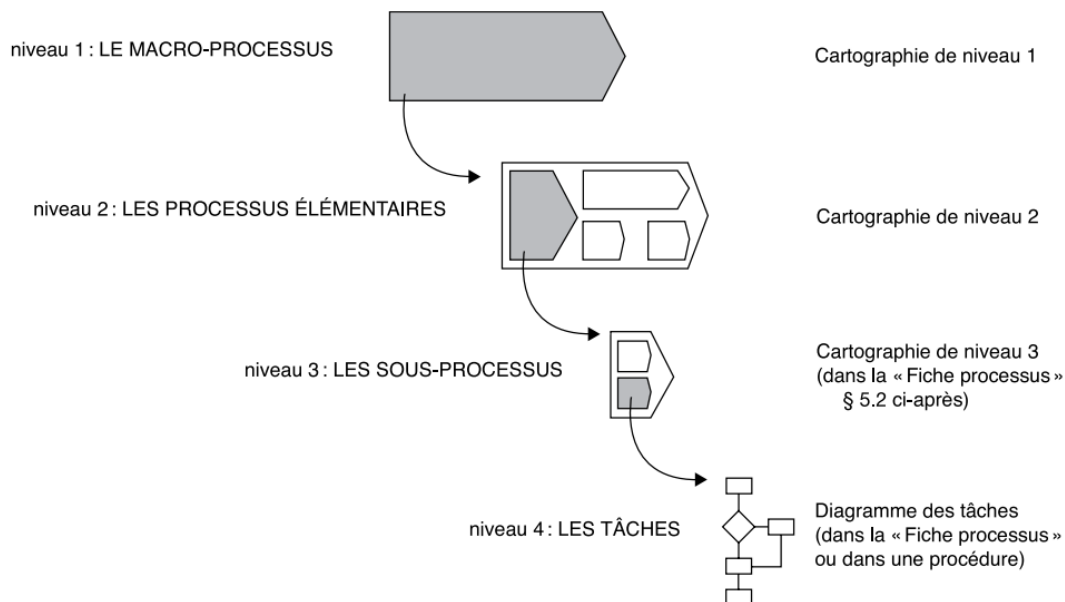 niveau 1 : LE MACRO-PROCESSUS
Cartographie de niveau 1
niveau 2 : LES PROCESSUS ÉLÉMENTAIRES
Cartographie de niveau 2
niveau 3 : LES SOUS-PROCESSUS
Cartographie de niveau 3
(dans la « Fiche processus »
§ 5.2 ci-après)
niveau 4 : LES TÂCHES
Diagramme des tâches
(dans la « Fiche processus »
ou dans une procédure)